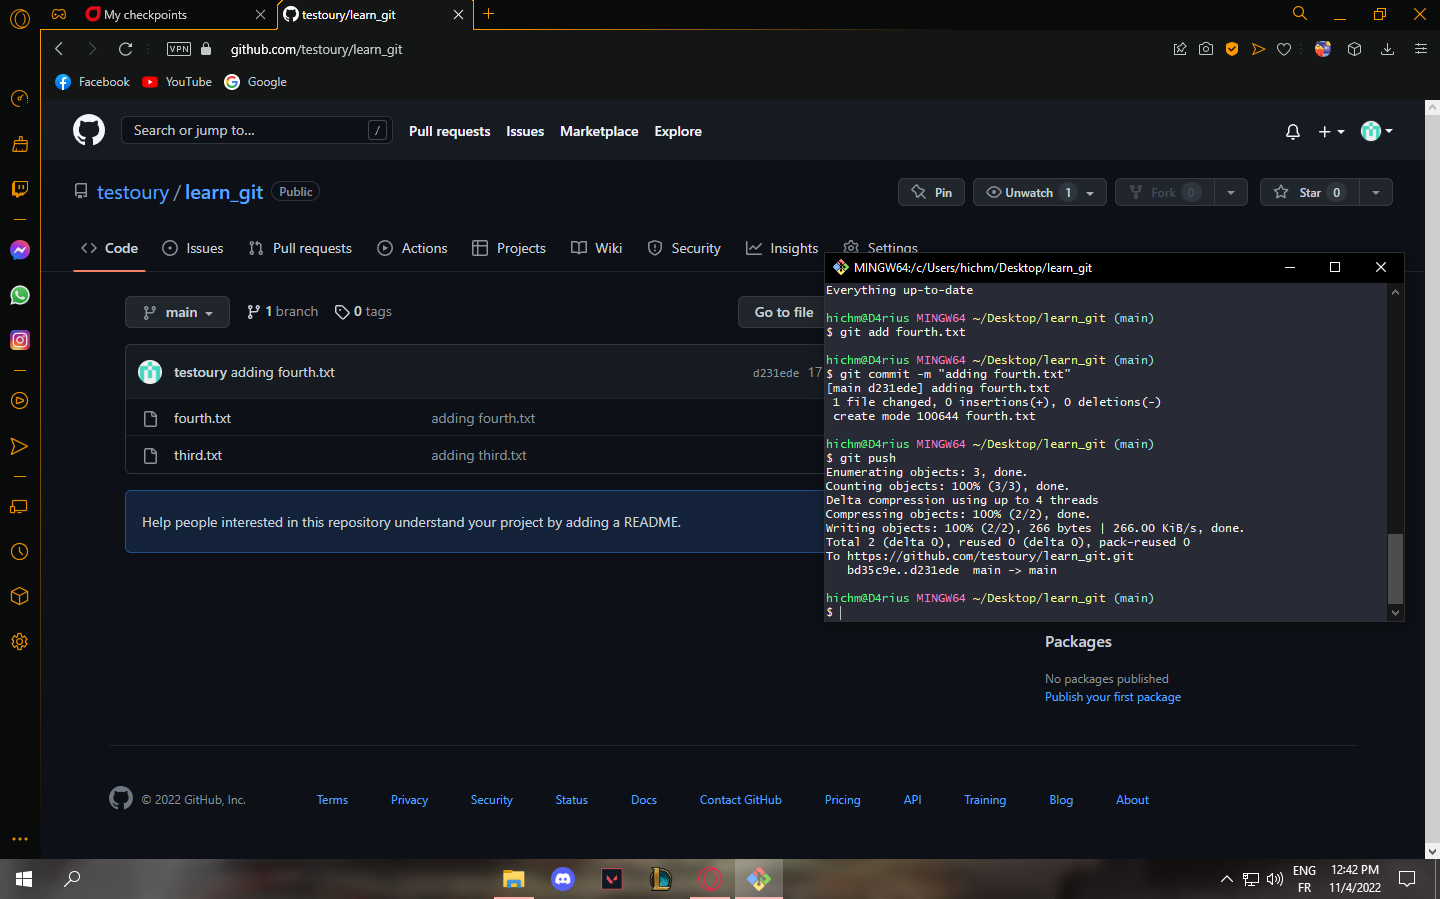 My checkpoints
testoury/learn_git
VPN
github.com/testoury/learn_git
Facebook
YouTube
Google
Search or jump to...
/
Pull requests
Issues
Marketplace
Explore
testoury / learn_git
Public
Pin
Unwatch 1
Fork 0
Star 0
Code
Issues
Pull requests
Actions
Projects
Wiki
Security
Insights
Settings
main
1 branch
0 tags
Go to file
testoury adding fourth.txt
d231ede 17
fourth.txt
adding fourth.txt
third.txt
adding third.txt
Help people interested in this repository understand your project by adding a README.
MINGW64:/c/Users/hichm/Desktop/learn_git
Everything up-to-date
hichm@D4rius MINGW64 ~/Desktop/learn_git (main)
$ git add fourth.txt
hichm@D4rius MINGW64 ~/Desktop/learn_git (main)
$ git commit -m "adding fourth.txt"
[main d231ede] adding fourth.txt
1 file changed, 0 insertions(+), 0 deletions(-)
create mode 100644 fourth.txt
hichm@D4rius MINGW64 ~/Desktop/learn_git (main)
$ git push
Enumerating objects: 3, done.
Counting objects: 100% (3/3), done.
Delta compression using up to 4 threads
Compressing objects: 100% (2/2), done.
Writing objects: 100% (2/2), 266 bytes | 266.00 KiB/s, done.
Total 2 (delta 0), reused 0 (delta 0), pack-reused 0
To https://github.com/testoury/learn_git.git
bd35c9e..d231ede main -> main
hichm@D4rius MINGW64 ~/Desktop/learn_git (main)
$
Packages
No packages published
Publish your first package
© 2022 GitHub, Inc.
Terms
Privacy
Security
Status
Docs
Contact GitHub
Pricing
API
Training
Blog
About
ENG
FR
12:42 PM
11/4/2022